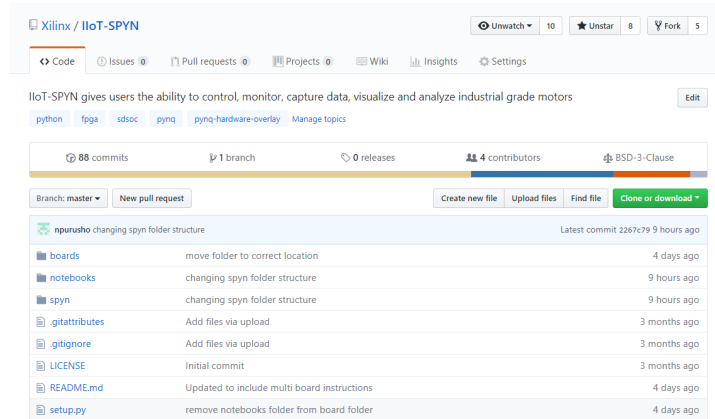 Xilinx / IIoT-SPYN Unwatch 10 Unstar 8 Fork 5
Code Issues 0 Pull requests 0 Projects 0 Wiki Insights Settings
IIoT-SPYN gives users the ability to control, monitor, capture data, visualize and analyze industrial grade motors Edit
python fpga sdsoc pynq pynq-hardware-overlay Manage topics
88 commits 1 branch 0 releases 4 contributors BSD-3-Clause
Branch: master New pull request Create new file Upload files Find file Clone or download
npurusho changing spyn folder structure Latest commit 2267c79 9 hours ago
boards move folder to correct location 4 days ago
notebooks changing spyn folder structure 9 hours ago
spyn changing spyn folder structure 9 hours ago
.gitattributes Add files via upload 3 months ago
.gitignore Add files via upload 3 months ago
LICENSE Initial commit 3 months ago
README.md Updated to include multi board instructions 4 days ago
setup.py remove notebooks folder from board folder 4 days ago